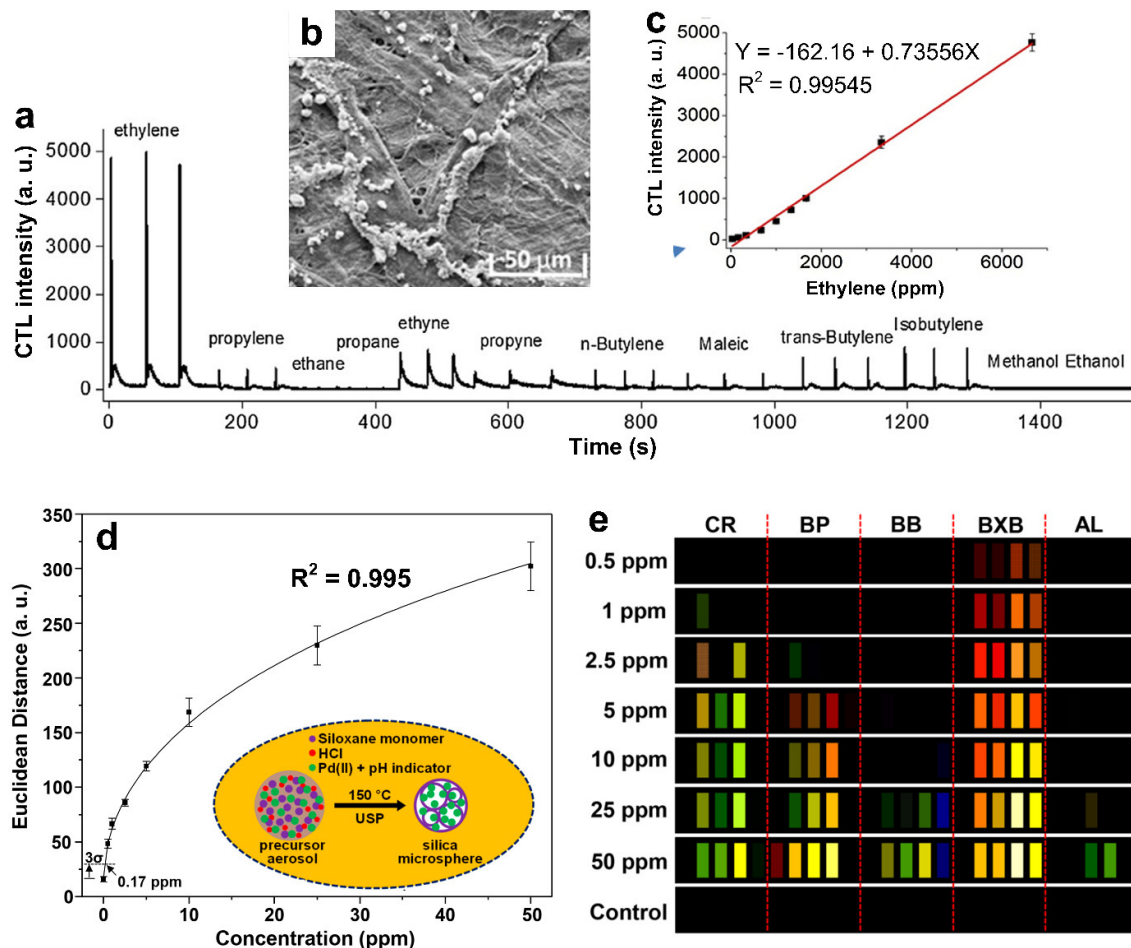 a
CTL intensity (a. u.)
5000
4000
3000
2000
1000
0
ethylene
propylene
ethane
propane
ethyne
propyne
n-Butylene
Maleic
trans-Butylene
Isobutylene
Methanol Ethanol
0 200 400 600 800 1000 1200 1400
Time (s)
b
50 μm
c
CTL intensity (a. u.)
5000
4000
3000
2000
1000
0
Y = -162.16 + 0.73556X
R² = 0.99545
0 2000 4000 6000
Ethylene (ppm)
d
Euclidean Distance (a. u.)
350
300
250
200
150
100
50
0
R² = 0.995
3σ
0.17 ppm
Siloxane monomer
HCl
Pd(II) + pH indicator
150 °C
USP
precursor
aerosol
silica
microsphere
0 10 20 30 40 50
Concentration (ppm)
e
CR BP BB BXB AL
0.5 ppm
1 ppm
2.5 ppm
5 ppm
10 ppm
25 ppm
50 ppm
Control